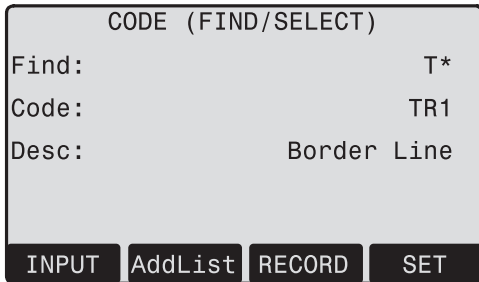 CODE (FIND/SELECT)
Find: T*
Code: TR1
Desc: Border Line
INPUT AddList RECORD SET